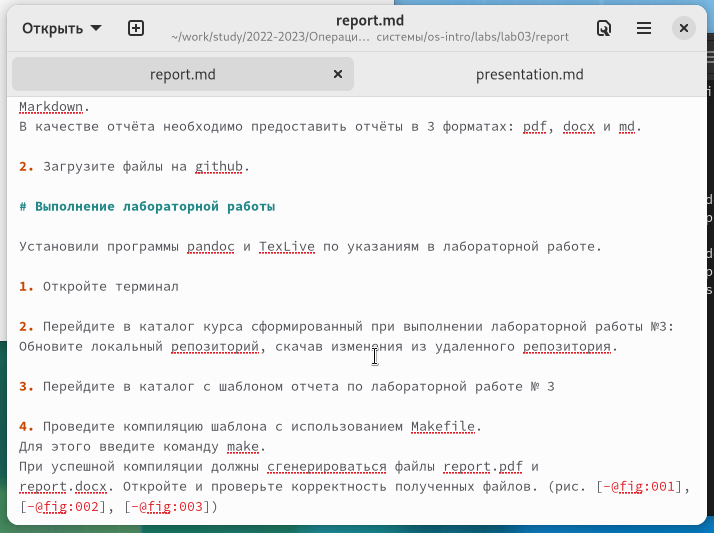 Открыть
report.md
~/work/study/2022-2023/Операци… системы/os-intro/labs/lab03/report
report.md
presentation.md
Markdown.
В качестве отчёта необходимо предоставить отчёты в 3 форматах: pdf, docx и md.
2. Загрузите файлы на github.
# Выполнение лабораторной работы
Установили программы pandoc и TexLive по указаниям в лабораторной работе.
1. Откройте терминал
2. Перейдите в каталог курса сформированный при выполнении лабораторной работы №3:
Обновите локальный репозиторий, скачав изменания из удаленного репозитория.
3. Перейдите в каталог с шаблоном отчета по лабораторной работе № 3
4. Проведите компиляцию шаблона с использованием Makefile.
Для этого введите команду make.
При успешной компиляции должны сгенерироваться файлы report.pdf и
report.docx. Откройте и проверьте корректность полученных файлов. (рис. [-@fig:001],
[-@fig:002], [-@fig:003])